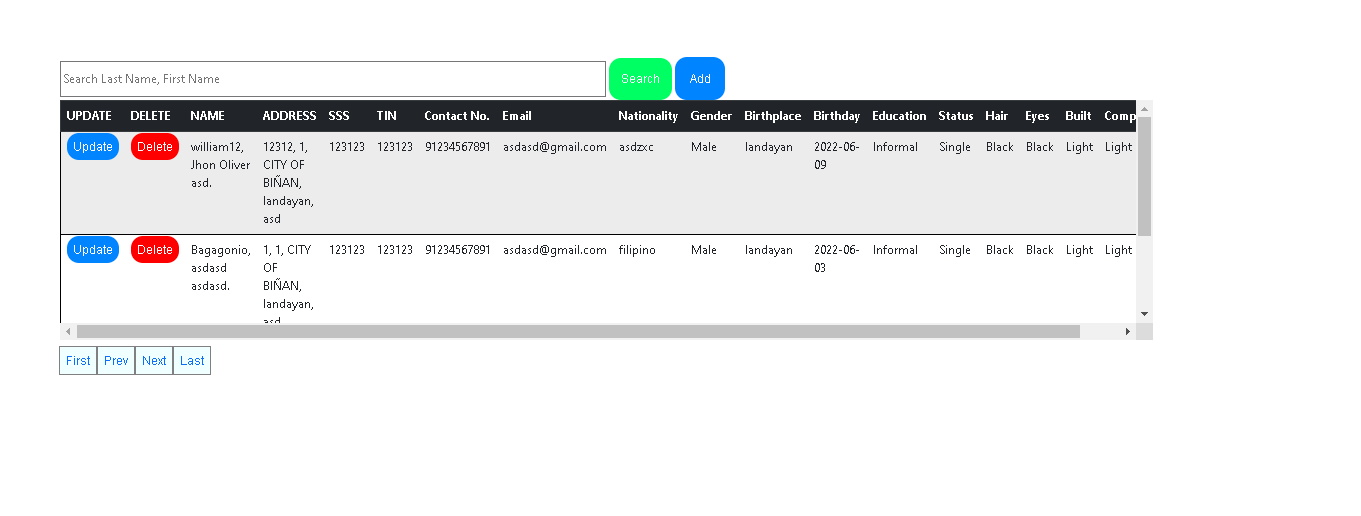 Search Last Name, First Name Search Add
UPDATE DELETE NAME ADDRESS SSS TIN Contact No. Email Nationality Gender Birthplace Birthday Education Status Hair Eyes Built Comp
Update Delete william12, 12312, 1, 123123 123123 91234567891 asdasd@gmail.com asdzxc Male landayan 2022-06- Informal Single Black Black Light Light
Jhon Oliver CITY OF 09
asd. BIÑAN,
landayan,
asd
Update Delete Bagagonio, 1, 1, CITY 123123 123123 91234567891 asdasd@gmail.com filipino Male landayan 2022-06- Informal Single Black Black Light Light
asdasd OF 03
asdasd. BIÑAN,
landayan,
asd
First Prev Next Last